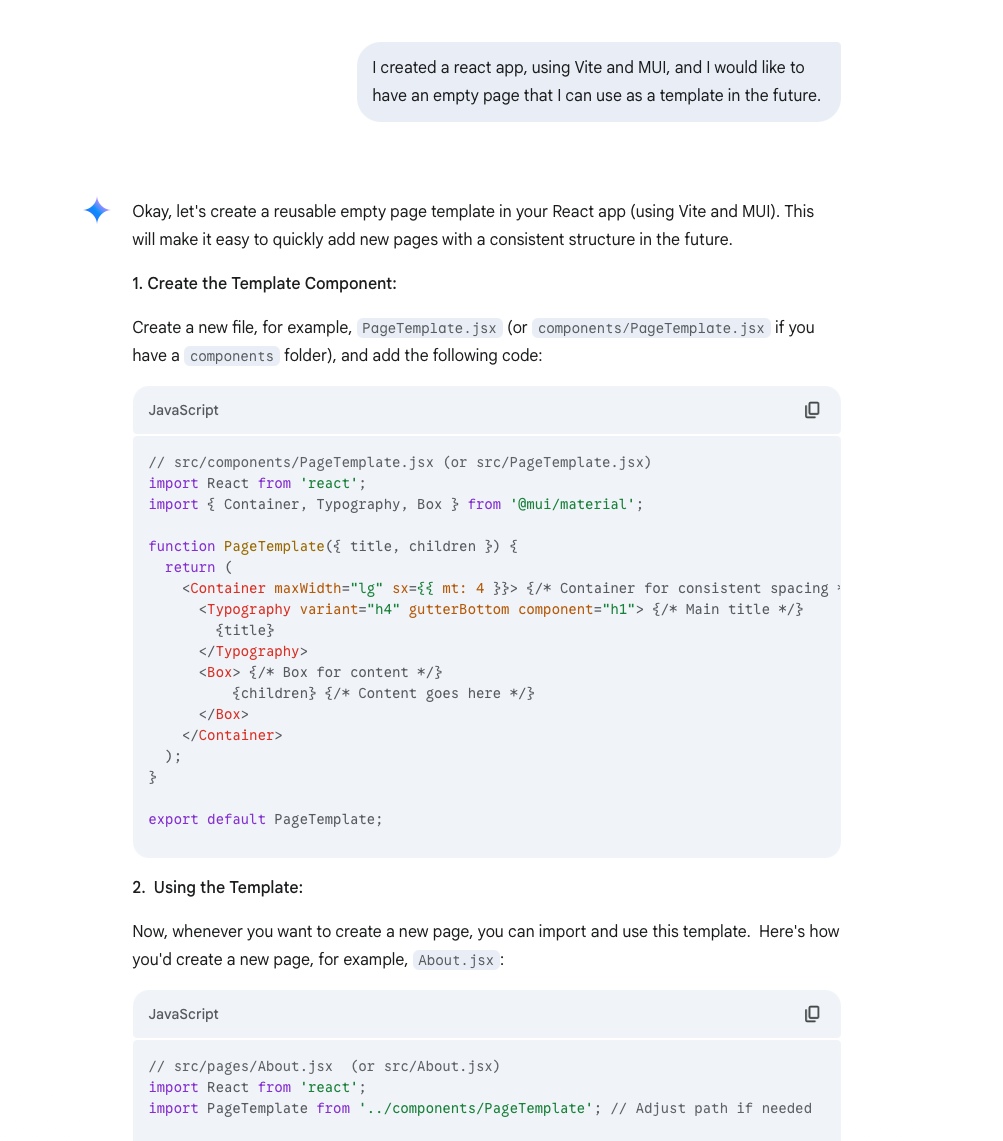 I created a react app, using Vite and MUI, and I would like to
have an empty page that I can use as a template in the future.
Okay, let's create a reusable empty page template in your React app (using Vite and MUI). This
will make it easy to quickly add new pages with a consistent structure in the future.
1. Create the Template Component:
Create a new file, for example, PageTemplate.jsx (or components/PageTemplate.jsx if you
have a components folder), and add the following code:
JavaScript
// src/components/PageTemplate.jsx (or src/PageTemplate.jsx)
import React from 'react';
import { Container, Typography, Box } from '@mui/material';
function PageTemplate({ title, children }) {
  return (
    <Container maxWidth="lg" sx={{ mt: 4 }}> {/* Container for consistent spacing *
      <Typography variant="h4" gutterBottom component="h1"> {/* Main title */}
        {title}
      </Typography>
      <Box> {/* Box for content */}
          {children} {/* Content goes here */}
      </Box>
    </Container>
  );
}
export default PageTemplate;
2.  Using the Template:
Now, whenever you want to create a new page, you can import and use this template.  Here's how
you'd create a new page, for example, About.jsx:
JavaScript
// src/pages/About.jsx  (or src/About.jsx)
import React from 'react';
import PageTemplate from '../components/PageTemplate'; // Adjust path if needed